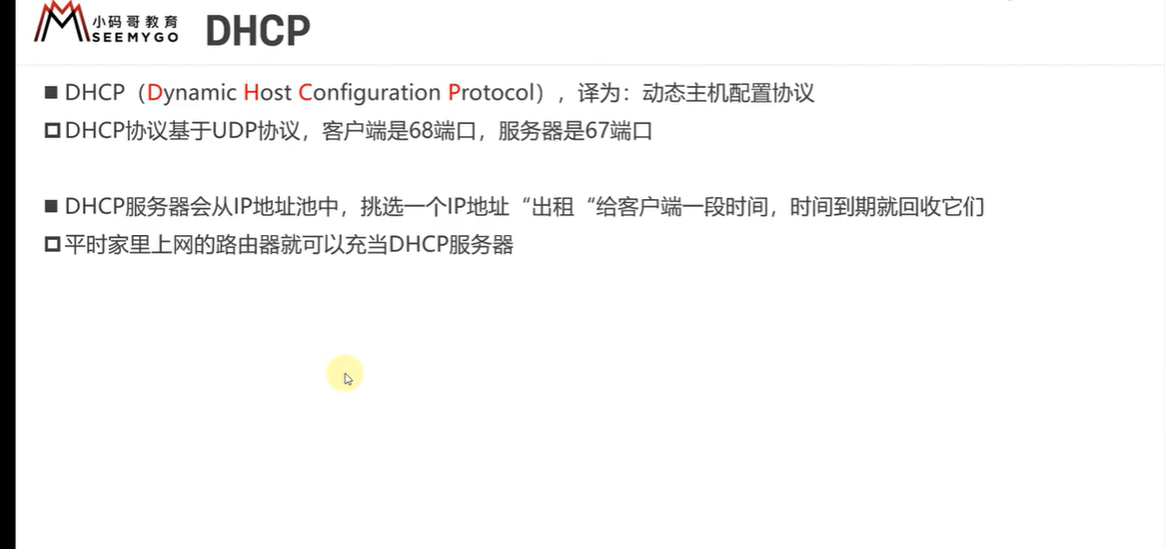 小码哥教育
SEEMYGO
DHCP
■ DHCP（Dynamic Host Configuration Protocol），译为：动态主机配置协议
DHCP协议基于UDP协议，客户端是68端口，服务器是67端口
■ DHCP服务器会从IP地址池中，挑选一个IP地址“出租“给客户端一段时间，时间到期就回收它们
平时家里上网的路由器就可以充当DHCP服务器